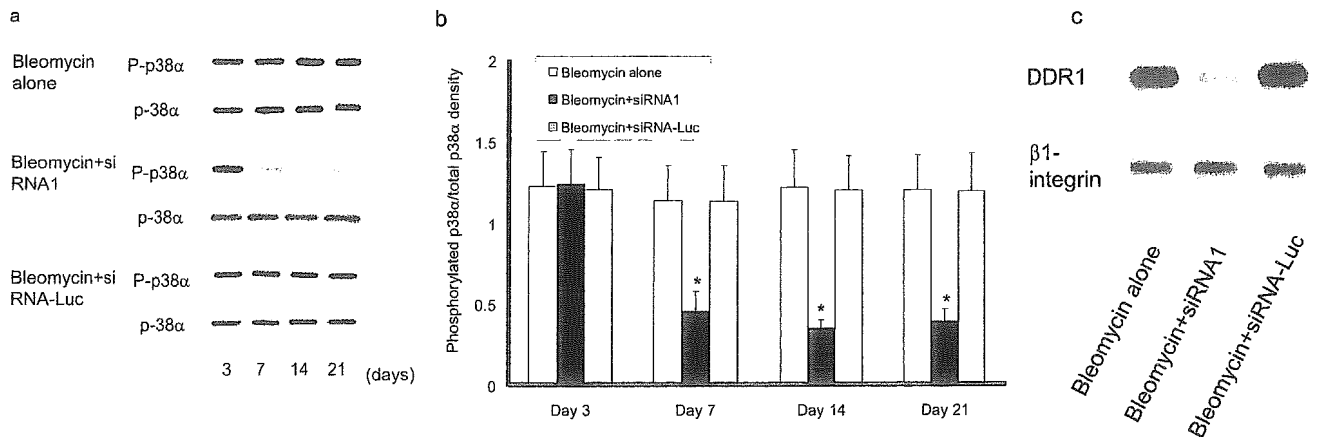 a
Bleomycin
alone
P-p38α
p-38α
Bleomycin+si
RNA1
P-p38α
p-38α
Bleomycin+si
RNA-Luc
P-p38α
p-38α
3 7 14 21 (days)
b
Phosphorylated p38α/total p38α density
2
1.5
1
0.5
0
Bleomycin alone
Bleomycin+siRNA1
Bleomycin+siRNA-Luc
*
*
*
Day 3 Day 7 Day 14 Day 21
c
DDR1
β1-
integrin
Bleomycin alone
Bleomycin+siRNA1
Bleomycin+siRNA-Luc